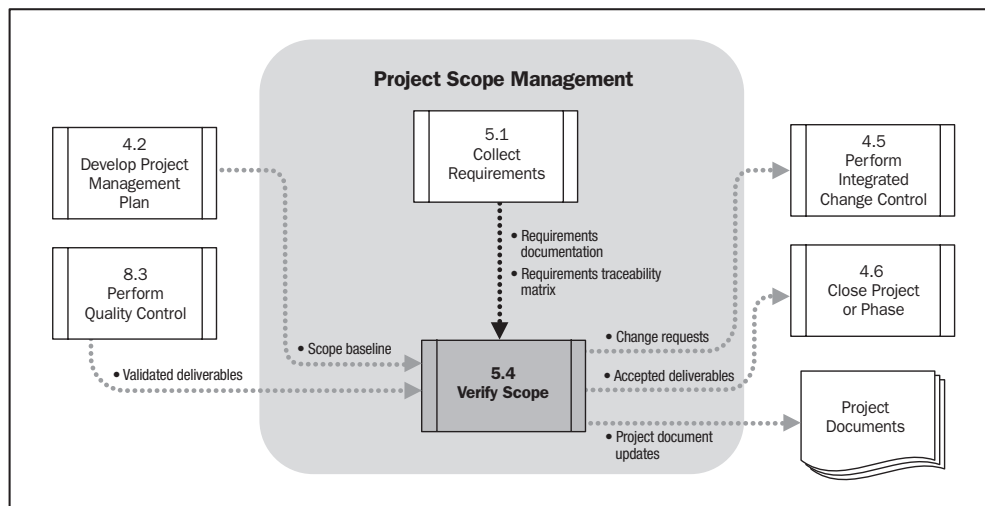 Project Scope Management
4.2
Develop Project
Management
Plan
5.1
Collect
Requirements
4.5
Perform
Integrated
Change Control
• Requirements
documentation
• Requirements traceability
matrix
8.3
Perform
Quality Control
4.6
Close Project
or Phase
• Scope baseline
• Change requests
• Validated deliverables
5.4
Verify Scope
• Accepted deliverables
• Project document
updates
Project
Documents